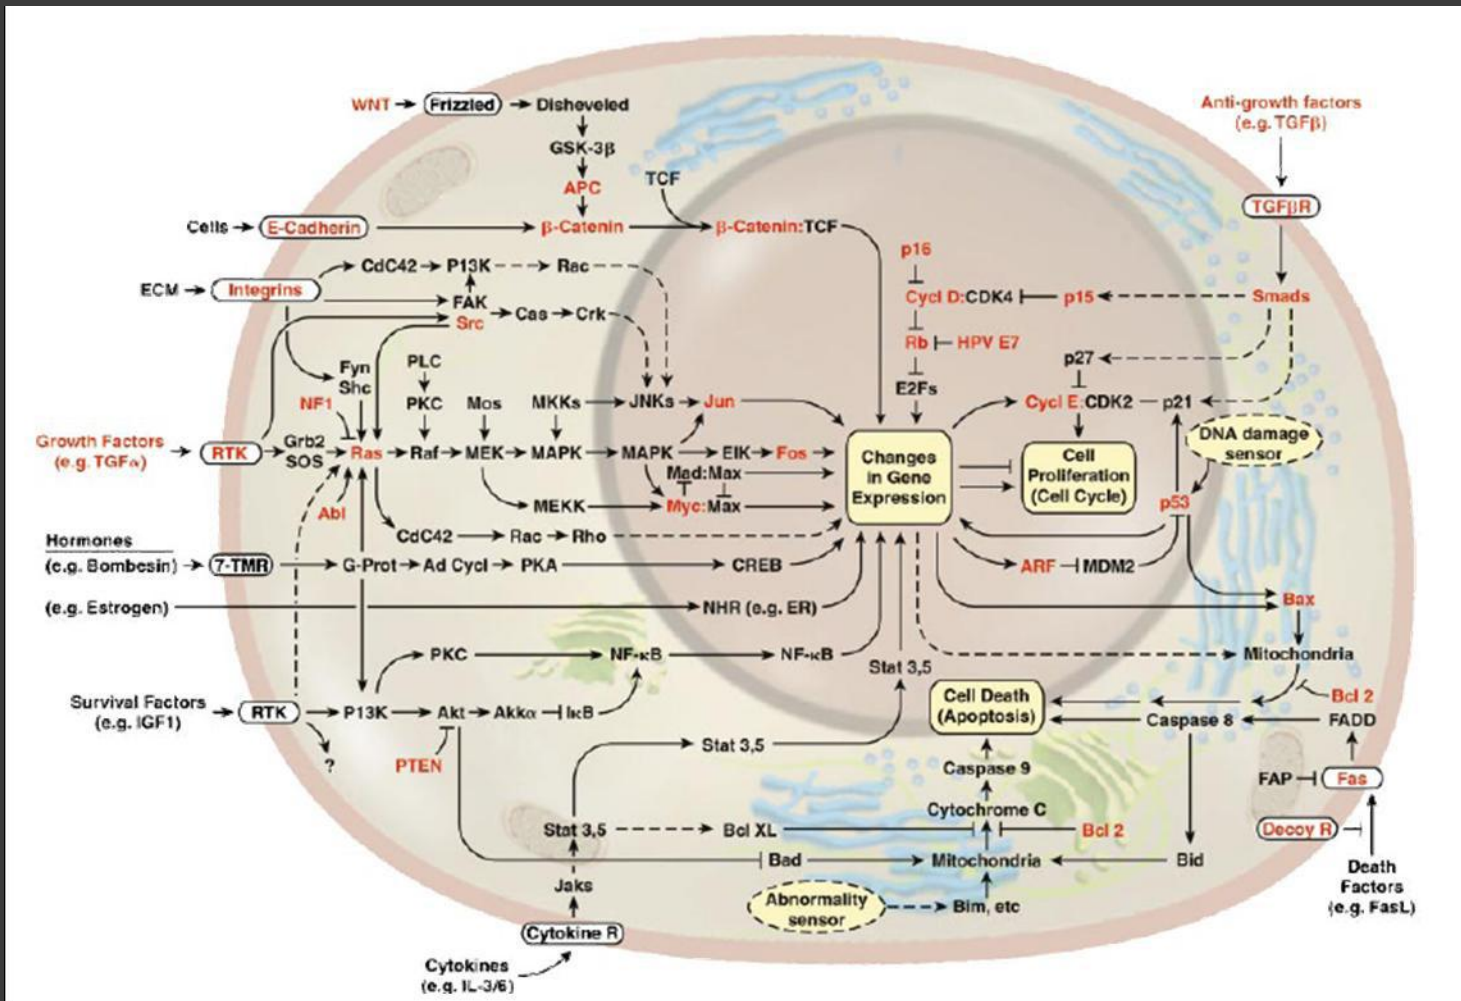 WNT
Frizzled
Disheveled
GSK-3β
APC
TCF
Cells
E-Cadherin
β-Catenin
β-Catenin:TCF
CdC42
P13K
Rac
ECM
Integrins
FAK
Src
Cas
Crk
Fyn
Shc
PLC
NF1
PKC
Mos
MKKs
JNKs
Jun
Growth Factors
(e.g. TGFα)
RTK
Grb2
SOS
Ras
Raf
MEK
MAPK
MAPK
ElK
Fos
Mad:Max
Abl
MEKK
Myc:Max
CdC42
Rac
Rho
Hormones
(e.g. Bombesin)
7-TMR
G-Prot
Ad Cycl
PKA
CREB
(e.g. Estrogen)
NHR (e.g. ER)
PKC
NF-κB
NF-κB
Stat 3,5
Survival Factors
(e.g. IGF1)
RTK
P13K
Akt
Akkα
IκB
?
PTEN
Stat 3,5
Stat 3,5
Bcl XL
Bad
Jaks
Cytokine R
Cytokines
(e.g. IL-3/6)
Anti-growth factors
(e.g. TGFβ)
TGFβR
Smads
p16
Cycl D:CDK4
p15
Rb
HPV E7
E2Fs
p27
Cycl E:CDK2
p21
DNA damage
sensor
Changes
in Gene
Expression
Cell
Proliferation
(Cell Cycle)
p53
ARF
MDM2
Bax
Mitochondria
Bcl 2
Cell Death
(Apoptosis)
Caspase 8
FADD
FAP
Fas
Caspase 9
Cytochrome C
Bcl 2
Decoy R
Mitochondria
Bid
Death
Factors
(e.g. FasL)
Abnormality
sensor
Bim, etc